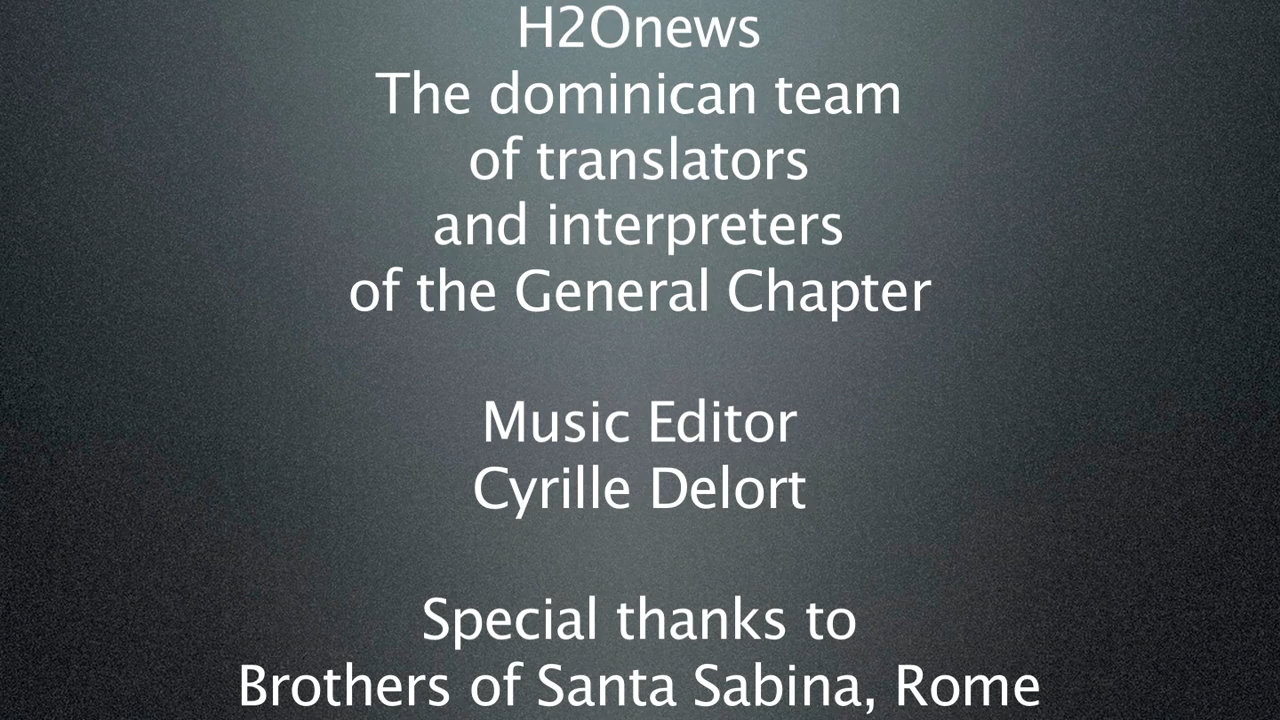 H2Onews
The dominican team
of translators
and interpreters
of the General Chapter
Music Editor
Cyrille Delort
Special thanks to
Brothers of Santa Sabina, Rome